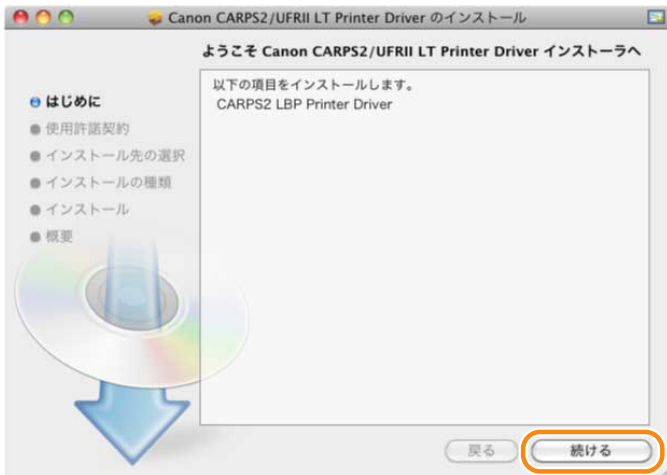 Canon CARPS2/UFRII LT Printer Driver のインストール
ようこそ Canon CARPS2/UFRII LT Printer Driver インストーラへ
はじめに
使用許諾契約
インストール先の選択
インストールの種類
インストール
概要
以下の項目をインストールします。
CARPS2 LBP Printer Driver
戻る
続ける